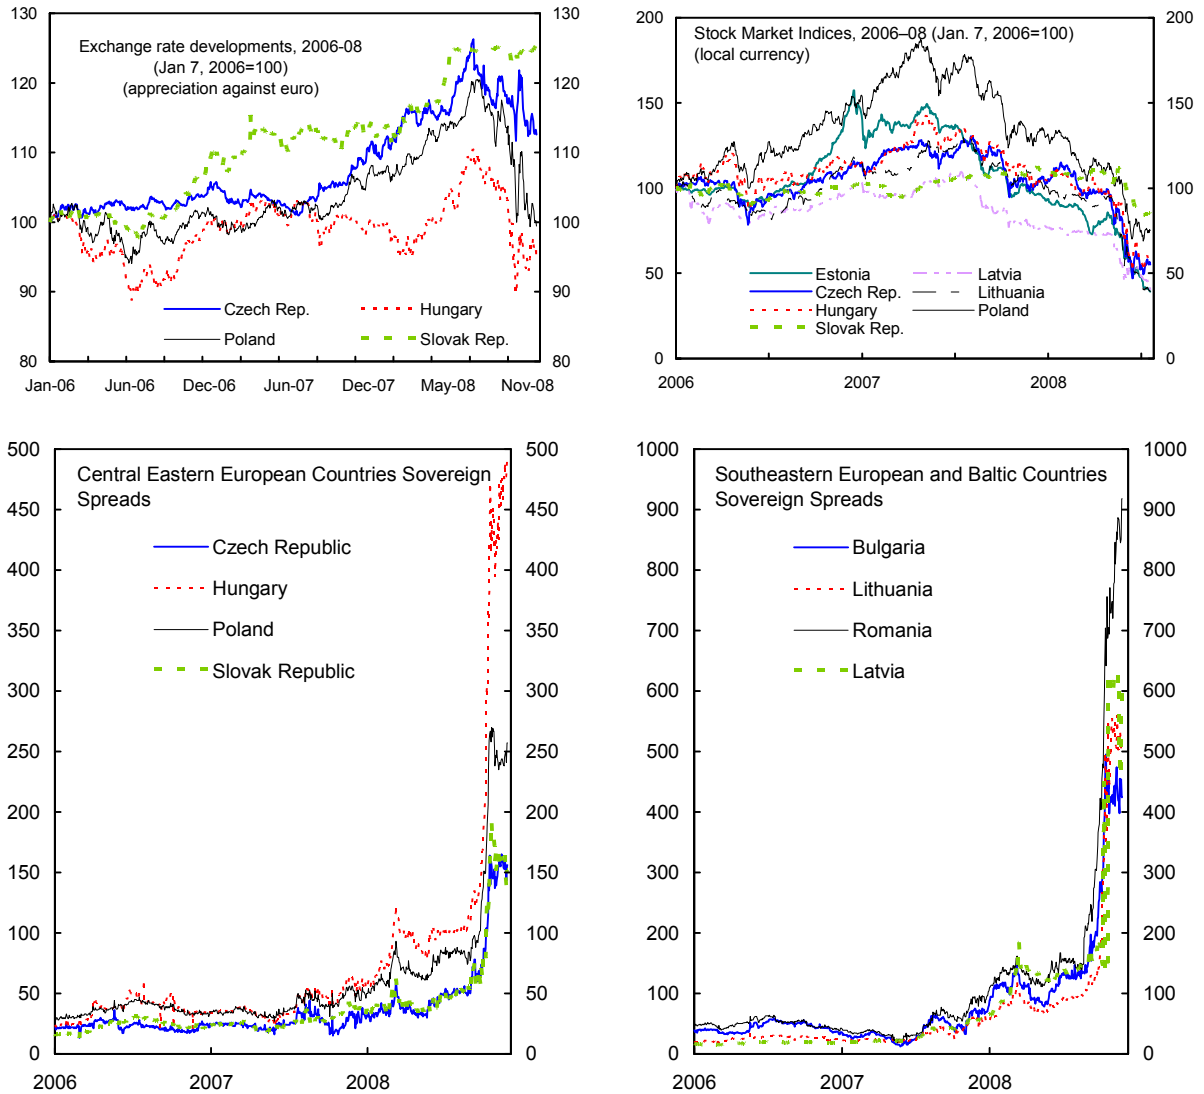 130
120
110
100
90
80
130
120
110
100
90
80
Exchange rate developments, 2006-08
(Jan 7, 2006=100)
(appreciation against euro)
Czech Rep.
Hungary
Poland
Slovak Rep.
Jan-06 Jun-06 Dec-06 Jun-07 Dec-07 May-08 Nov-08
200
150
100
50
0
200
150
100
50
0
Stock Market Indices, 2006–08 (Jan. 7, 2006=100)
(local currency)
Estonia
Latvia
Czech Rep.
Lithuania
Hungary
Poland
Slovak Rep.
2006 2007 2008
500
450
400
350
300
250
200
150
100
50
0
500
450
400
350
300
250
200
150
100
50
0
Central Eastern European Countries Sovereign
Spreads
Czech Republic
Hungary
Poland
Slovak Republic
2006 2007 2008
1000
900
800
700
600
500
400
300
200
100
0
1000
900
800
700
600
500
400
300
200
100
0
Southeastern European and Baltic Countries
Sovereign Spreads
Bulgaria
Lithuania
Romania
Latvia
2006 2007 2008